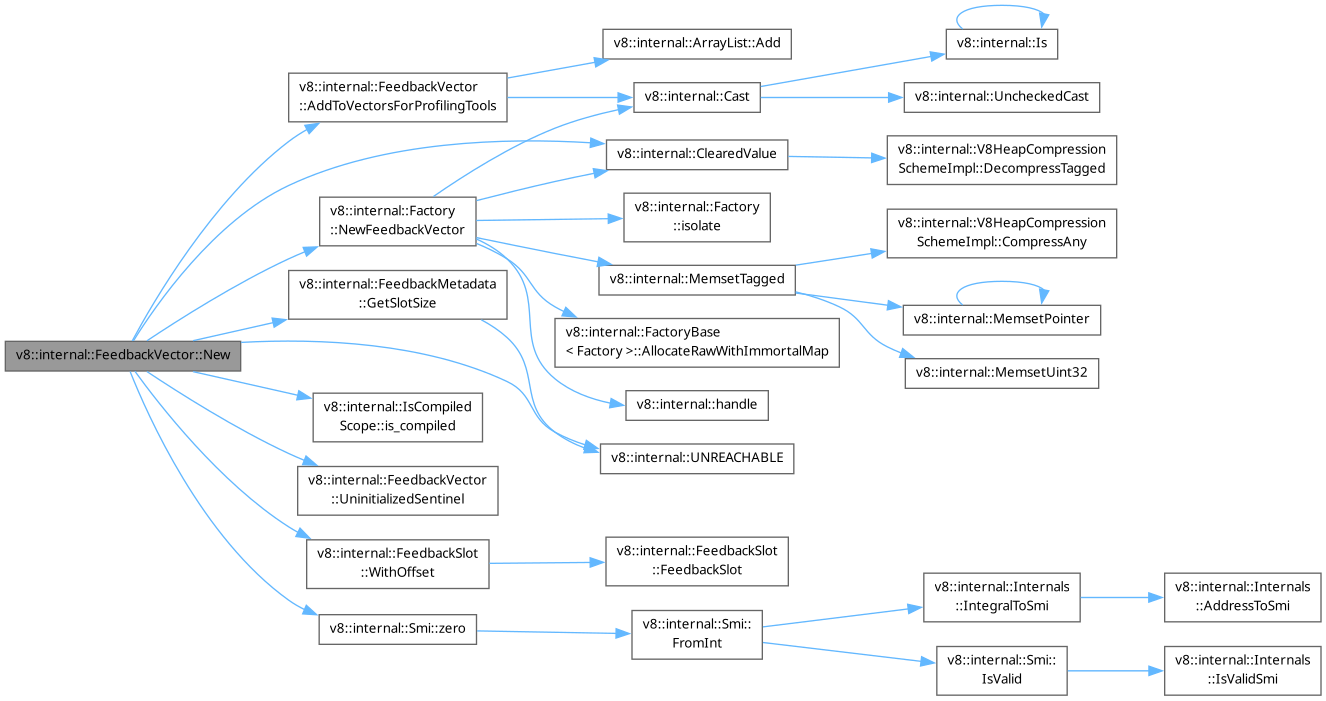 v8::internal::FeedbackVector::New
v8::internal::FeedbackVector
::AddToVectorsForProfilingTools
v8::internal::ArrayList::Add
v8::internal::Cast
v8::internal::Is
v8::internal::UncheckedCast
v8::internal::ClearedValue
v8::internal::V8HeapCompression
SchemeImpl::DecompressTagged
v8::internal::Factory
::NewFeedbackVector
v8::internal::Factory
::isolate
v8::internal::MemsetTagged
v8::internal::V8HeapCompression
SchemeImpl::CompressAny
v8::internal::MemsetPointer
v8::internal::MemsetUint32
v8::internal::FactoryBase
< Factory >::AllocateRawWithImmortalMap
v8::internal::handle
v8::internal::FeedbackMetadata
::GetSlotSize
v8::internal::UNREACHABLE
v8::internal::IsCompiled
Scope::is_compiled
v8::internal::FeedbackVector
::UninitializedSentinel
v8::internal::FeedbackSlot
::WithOffset
v8::internal::FeedbackSlot
::FeedbackSlot
v8::internal::Smi::zero
v8::internal::Smi::
FromInt
v8::internal::Internals
::IntegralToSmi
v8::internal::Internals
::AddressToSmi
v8::internal::Smi::
IsValid
v8::internal::Internals
::IsValidSmi